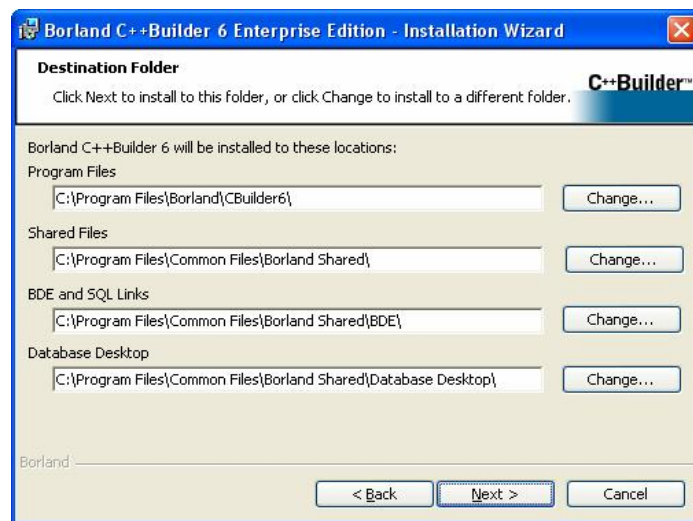 Borland C++Builder 6 Enterprise Edition - Installation Wizard
Destination Folder
Click Next to install to this folder, or click Change to install to a different folder.
C++Builder™
Borland C++Builder 6 will be installed to these locations:
Program Files
C:\Program Files\Borland\CBuilder6\
Change...
Shared Files
C:\Program Files\Common Files\Borland Shared\
Change...
BDE and SQL Links
C:\Program Files\Common Files\Borland Shared\BDE\
Change...
Database Desktop
C:\Program Files\Common Files\Borland Shared\Database Desktop\
Change...
Borland
< Back
Next >
Cancel